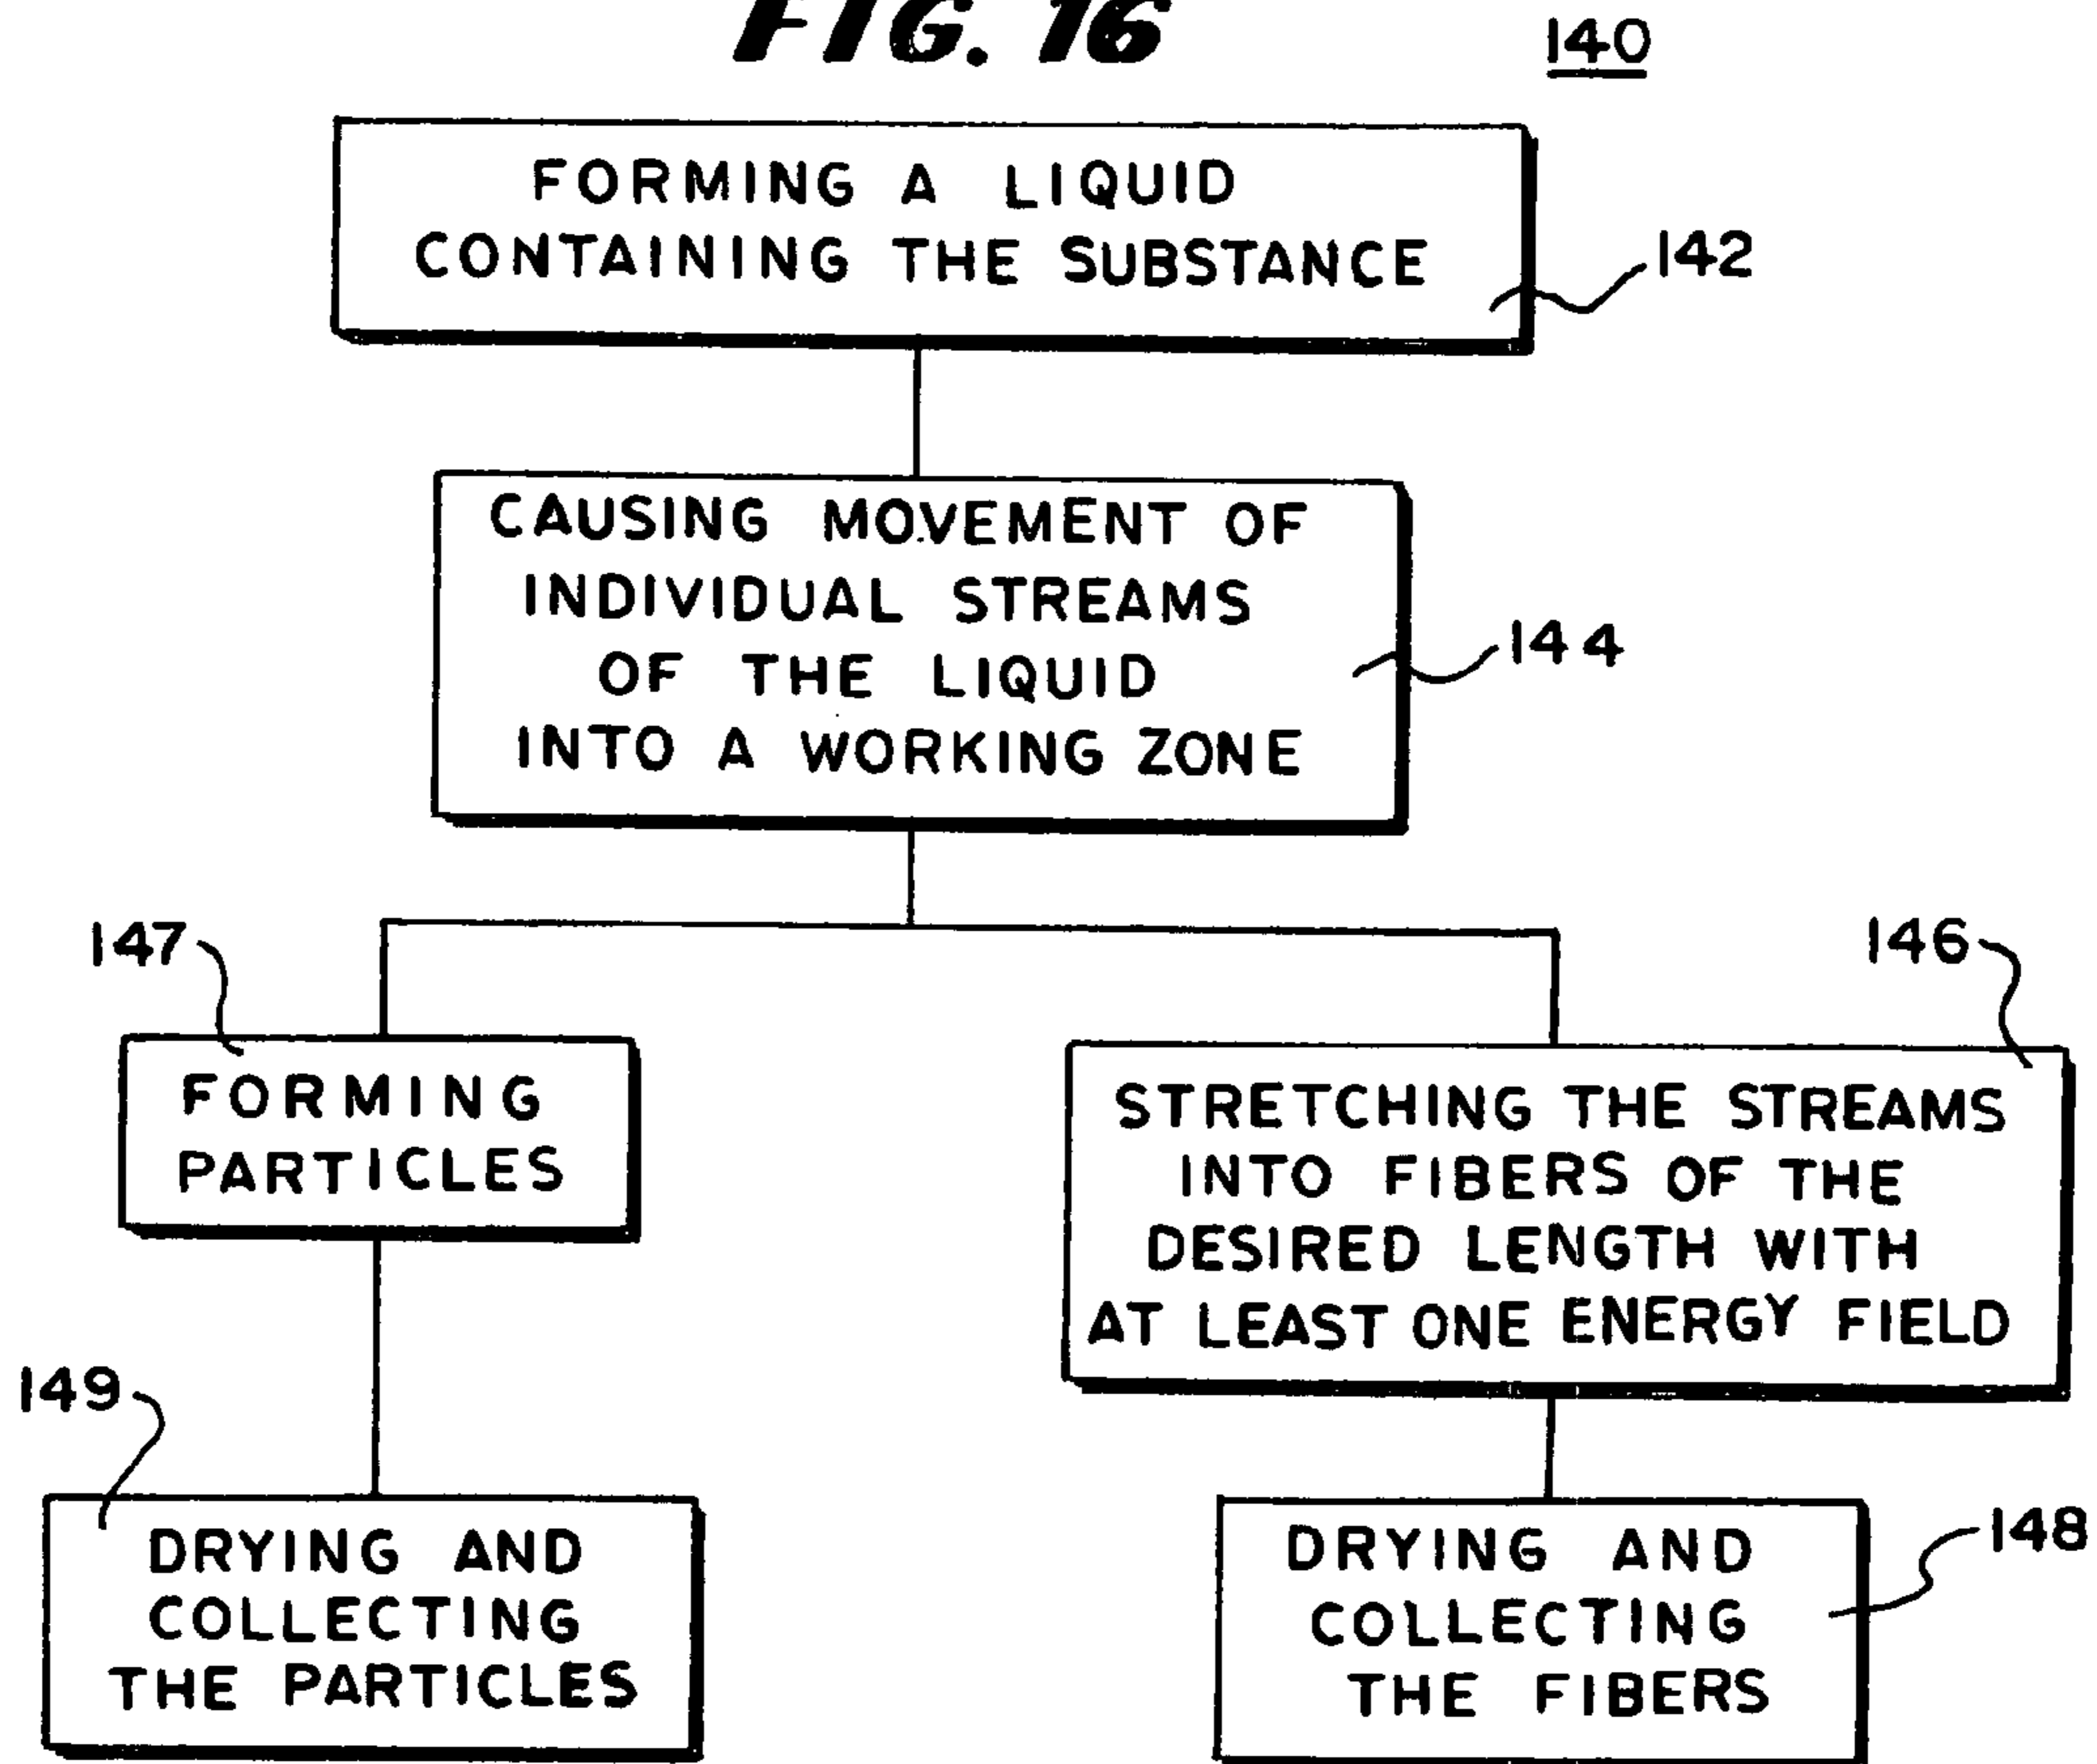 FIG. 16
140
FORMING A LIQUID
CONTAINING THE SUBSTANCE
142
CAUSING MOVEMENT OF
INDIVIDUAL STREAMS
OF THE LIQUID
INTO A WORKING ZONE
144
147
FORMING
PARTICLES
146
STRETCHING THE STREAMS
INTO FIBERS OF THE
DESIRED LENGTH WITH
AT LEAST ONE ENERGY FIELD
149
DRYING AND
COLLECTING
THE PARTICLES
DRYING AND
COLLECTING
THE FIBERS
148